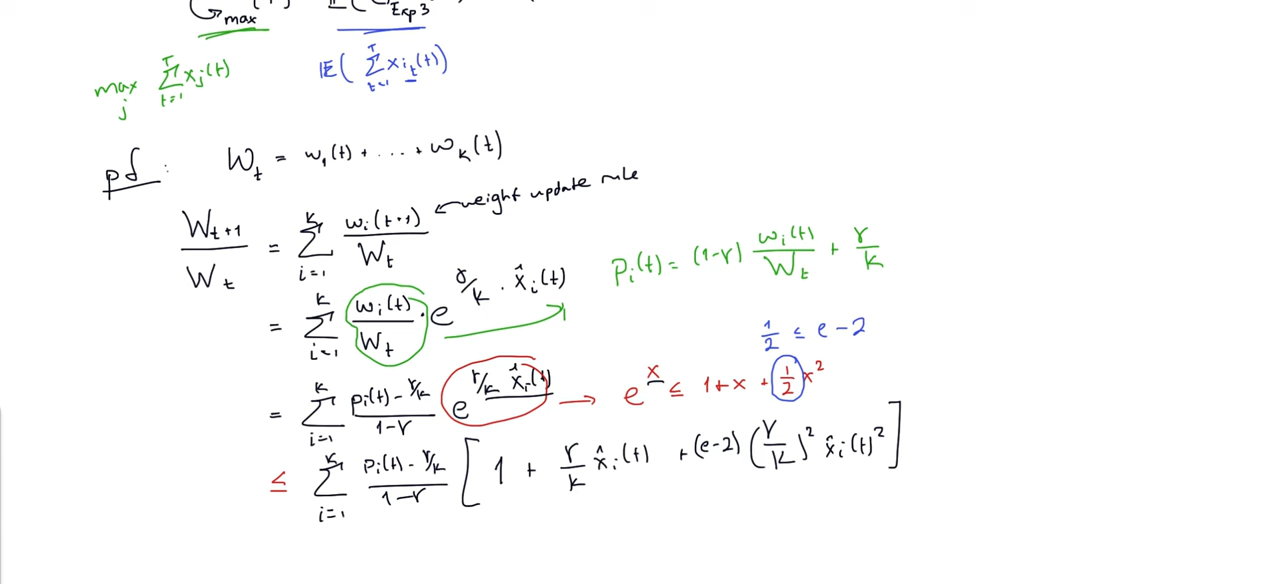 G_max E(G_Exp3
max_j Σ_{t=1}^{T} x_j(t) 𝔼( Σ_{t=1}^{T} x_{i_t}(t))
pf : W_t = w_1(t) + ... + w_k(t)
weight update rule
W_{t+1}/W_t = Σ_{i=1}^{k} w_i(t+1)/W_t
p_i(t) = (1-γ) w_i(t)/W_t + γ/k
= Σ_{i=1}^{k} w_i(t)/W_t · e^{γ/k · x̂_i(t)}
1/2 ≤ e-2
= Σ_{i=1}^{k} (p_i(t) - γ/k)/(1-γ) e^{γ/k x̂_i(t)} → e^x ≤ 1+x + 1/2 x²
≤ Σ_{i=1}^{k} (p_i(t) - γ/k)/(1-γ) [ 1 + γ/k x̂_i(t) + (e-2) (γ/k)² x̂_i(t)² ]